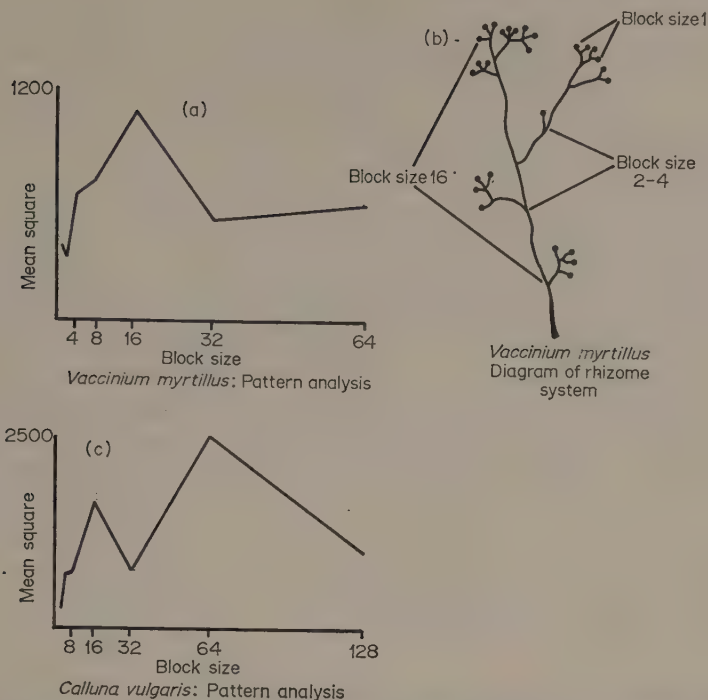 1200
(a)
Mean square
4 8 16 32 64
Block size
Vaccinium myrtillus: Pattern analysis
(b)
Block size 1
Block size 16
Block size
2-4
Vaccinium myrtillus
Diagram of rhizome
system
2500
(c)
Mean square
8 16 32 64 128
Block size
Calluna vulgaris: Pattern analysis